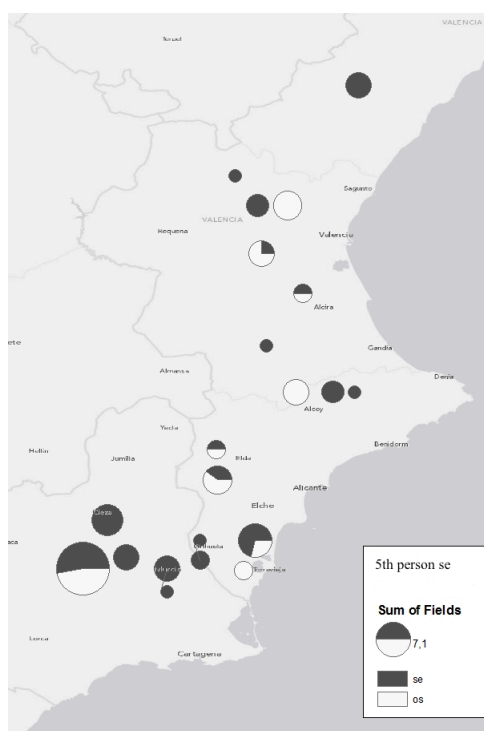 VALENCIA
Teruel
Sagunto
VALENCIA
Requena
Valencia
Alcira
ete
Gandia
Almansa
Denia
Alcoy
Yecla
Benidorm
Hellín
Jumilla
Elda
Alicante
Elche
Cieza
aca
Orihuela
Murcia
Torrevieja
Lorca
Cartagena
5th person se
Sum of Fields
7,1
se
os